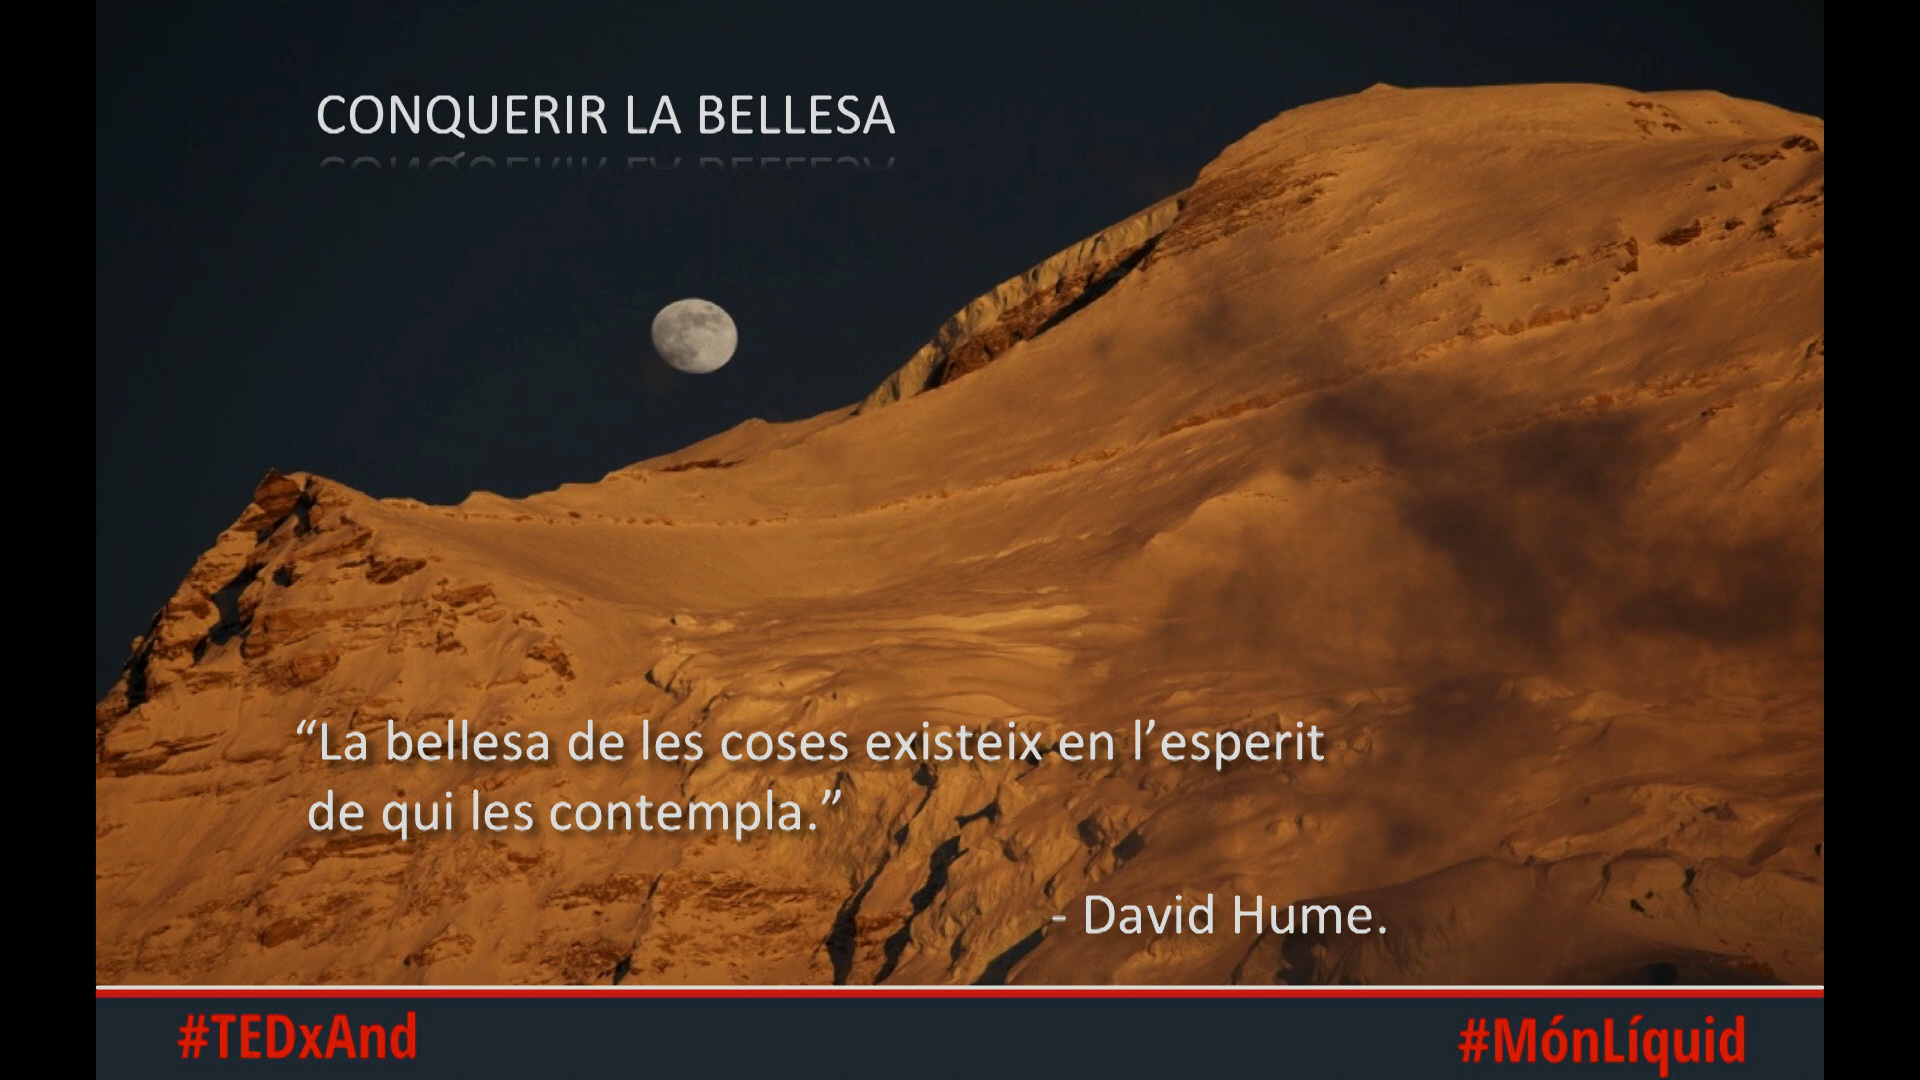 CONQUERIR LA BELLESA
“La bellesa de les coses existeix en l’esperit
de qui les contempla.”
- David Hume.
#TEDxAnd
#MónLíquid